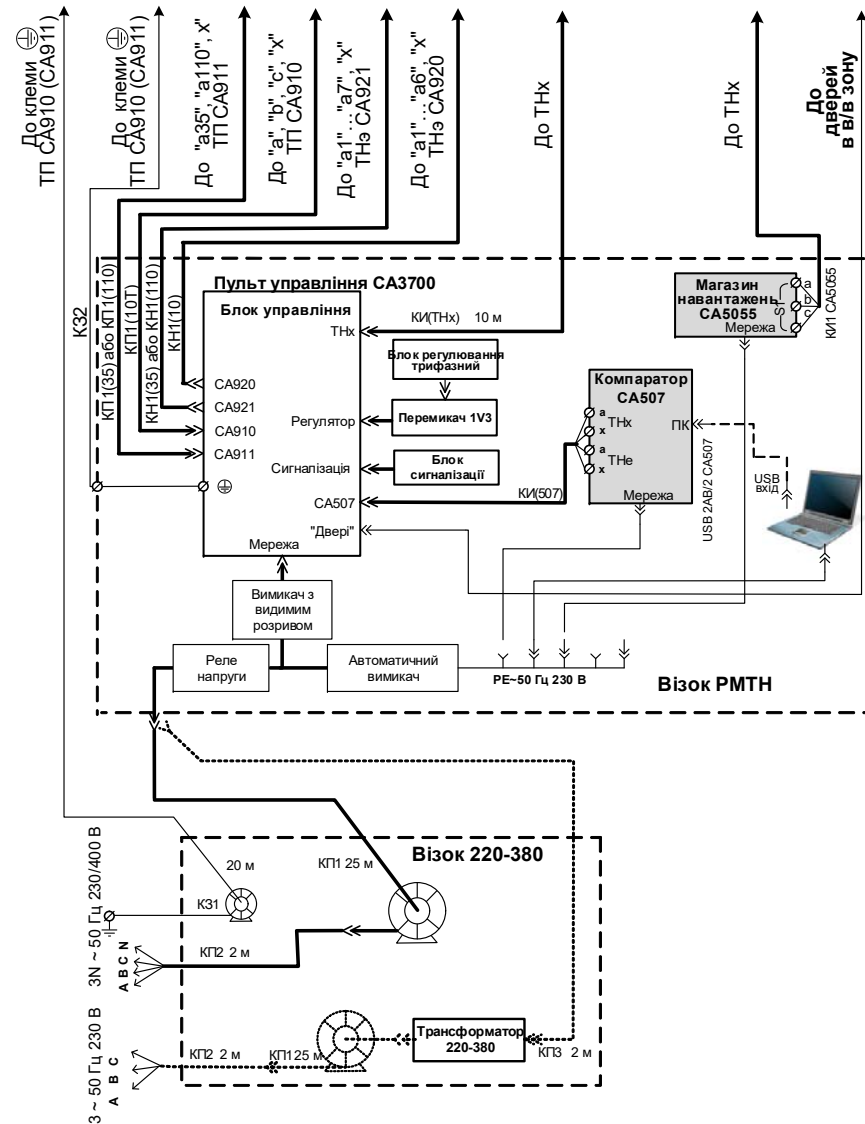 До клеми
ТП СА910 (СА911)
До клеми
ТП СА910 (СА911)
До "а35", "а110", х"
ТП СА911
До "а", "b", "с", "х"
ТП СА910
До "а1"… "а7", "х"
ТНэ СА921
До "а1"… "а6", "х"
ТНэ СА920
До ТНх
До ТНх
До
дверей
в в/в зону
К32
КП1(35) або КП1(110)
КП1(10Т)
КН1(35) або КН1(110)
КН1(10)
Пульт управління СА3700
Блок управління
ТНх
КИ(ТНх) 10 м
Магазин
навантажень
СА5055
Мережа
S1
a
b
c
КИ1 СА5055
Блок регулювання
трифазний
СА920
СА921
СА910
СА911
Регулятор
Перемикач 1V3
Сигналізація
Блок
сигналізації
СА507
КИ(507)
"Двері"
Мережа
Компаратор
СА507
а
х
ТНх
а
х
ТНе
ПК
Мережа
USB 2АВ/2 СА507
USB
вхід
Вимикач з
видимим
розривом
Реле
напруги
Автоматичний
вимикач
РЕ~50 Гц 230 В
Візок РМТН
Візок 220-380
20 м
КП1 25 м
К31
3N ~ 50 Гц 230/400 В
A B C N
КП2 2 м
Трансформатор
220-380
КП2 2 м
КП125 м
КП3 2 м
3 ~ 50 Гц 230 В
A B C